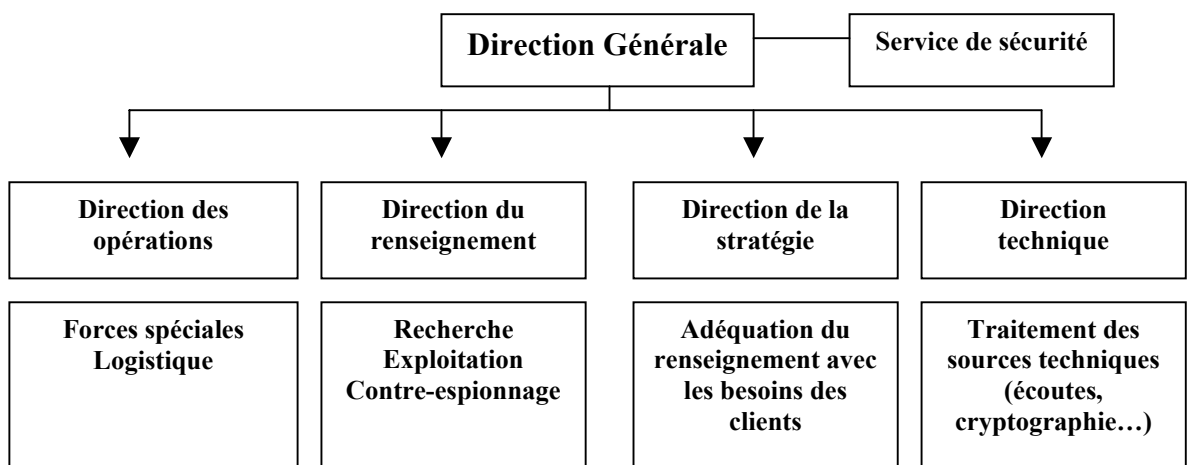 Direction Générale
Service de sécurité
Direction des
opérations
Direction du
renseignement
Direction de la
stratégie
Direction
technique
Forces spéciales
Logistique
Recherche
Exploitation
Contre-espionnage
Adéquation du
renseignement avec
les besoins des
clients
Traitement des
sources techniques
(écoutes,
cryptographie…)